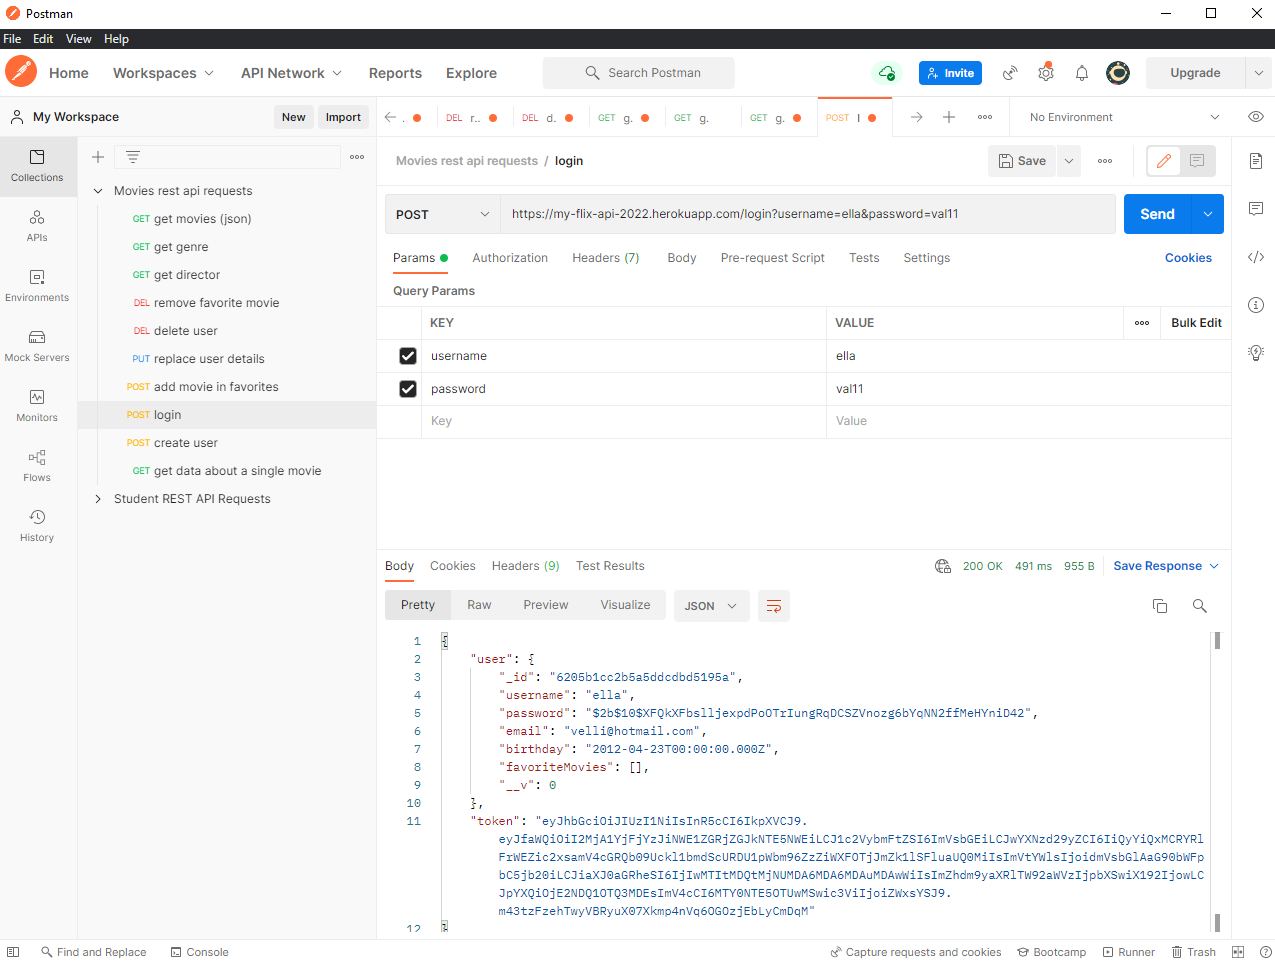 Postman
File Edit View Help
Home Workspaces API Network Reports Explore Search Postman Invite Upgrade
My Workspace New Import
. DEL r.. DEL d. GET g. GET g. GET g. POST l No Environment
Movies rest api requests / login Save
Collections
APIs
Environments
Mock Servers
Monitors
Flows
History
Movies rest api requests
GET get movies (json)
GET get genre
GET get director
DEL remove favorite movie
DEL delete user
PUT replace user details
POST add movie in favorites
POST login
POST create user
GET get data about a single movie
Student REST API Requests
POST https://my-flix-api-2022.herokuapp.com/login?username=ella&password=val11 Send
Params Authorization Headers (7) Body Pre-request Script Tests Settings Cookies
Query Params
KEY VALUE Bulk Edit
username ella
password val11
Key Value
Body Cookies Headers (9) Test Results 200 OK 491 ms 955 B Save Response
Pretty Raw Preview Visualize JSON
1 {
2 "user": {
3 "_id": "6205b1cc2b5a5ddcdbd5195a",
4 "username": "ella",
5 "password": "$2b$10$XFQkXFbslljexpdPoOTrIungRqDCSZVnozg6bYqNN2ffMeHYniD42",
6 "email": "velli@hotmail.com",
7 "birthday": "2012-04-23T00:00:00.000Z",
8 "favoriteMovies": [],
9 "__v": 0
10 },
11 "token": "eyJhbGciOiJIUzI1NiIsInR5cCI6IkpXVCJ9.
eyJfaWQiOiI2MjA1YjFjYzJiNWE1ZGRjZGJkNTE5NWEiLCJ1c2VybmFtZSI6ImVsbGEiLCJwYXNzd29yZCI6IiQyYiQxMCRYRl
FrWEZic2xsamV4cGRQb09Uckl1bmdScURDU1pWbm96ZzZiWXFOTjJmZk1lSFluaUQ0MiIsImVtYWlsIjoidmVsbGlAaG90bWFp
bC5jb20iLCJiaXJ0aGRheSI6IjIwMTItMDQtMjNUMDA6MDA6MDAuMDAwWiIsImZhdm9yaXRlTW92aWVzIjpbXSwiX192IjowLC
JpYXQiOjE2NDQ1OTQ3MDEsImV4cCI6MTY0NTE5OTUwMSwic3ViIjoiZWxsYSJ9.
m43tzFzehTwyVBRyuX07Xkmp4nVq6OGOzjEbLyCmDqM"
12 }
Find and Replace Console Capture requests and cookies Bootcamp Runner Trash